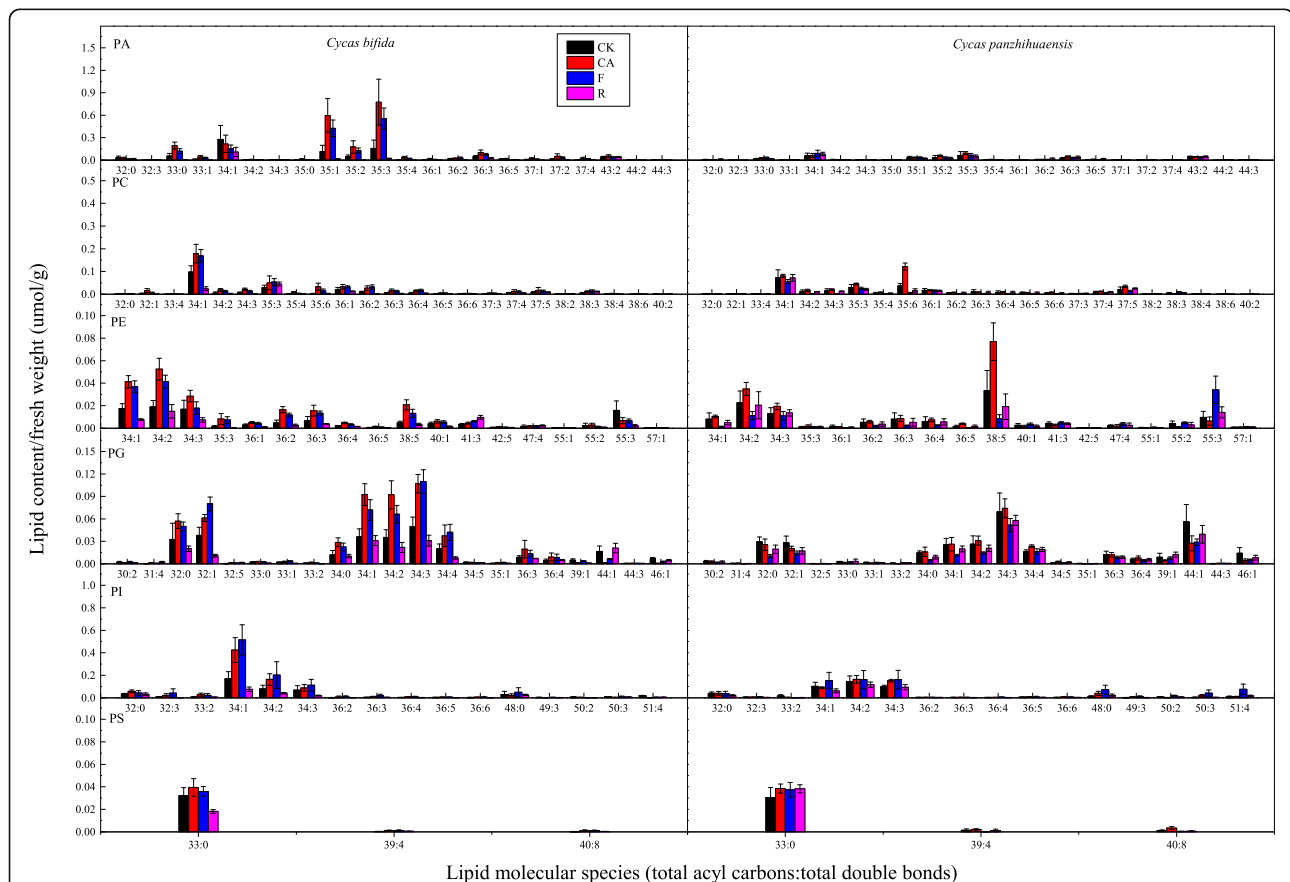 PA
Cycas bifida
Cycas panzhihuaensis
CK
CA
F
R
1.5
1.2
0.9
0.6
0.3
0.0
32:0 32:3 33:0 33:1 34:1 34:2 34:3 35:0 35:1 35:2 35:3 35:4 36:1 36:2 36:3 36:5 37:1 37:2 37:4 43:2 44:2 44:3
32:0 32:3 33:0 33:1 34:1 34:2 34:3 35:0 35:1 35:2 35:3 35:4 36:1 36:2 36:3 36:5 37:1 37:2 37:4 43:2 44:2 44:3
PC
0.5
0.4
0.3
0.2
0.1
0.0
32:0 32:1 33:4 34:1 34:2 34:3 35:3 35:4 35:6 36:1 36:2 36:3 36:4 36:5 36:6 37:3 37:4 37:5 38:2 38:3 38:4 38:6 40:2
32:0 32:1 33:4 34:1 34:2 34:3 35:3 35:4 35:6 36:1 36:2 36:3 36:4 36:5 36:6 37:3 37:4 37:5 38:2 38:3 38:4 38:6 40:2
PE
0.10
0.08
0.06
0.04
0.02
0.00
34:1 34:2 34:3 35:3 36:1 36:2 36:3 36:4 36:5 38:5 40:1 41:3 42:5 47:4 55:1 55:2 55:3 57:1
34:1 34:2 34:3 35:3 36:1 36:2 36:3 36:4 36:5 38:5 40:1 41:3 42:5 47:4 55:1 55:2 55:3 57:1
PG
0.15
0.12
0.09
0.06
0.03
0.00
30:2 31:4 32:0 32:1 32:5 33:0 33:1 33:2 34:0 34:1 34:2 34:3 34:4 34:5 35:1 36:3 36:4 39:1 44:1 44:3 46:1
30:2 31:4 32:0 32:1 32:5 33:0 33:1 33:2 34:0 34:1 34:2 34:3 34:4 34:5 35:1 36:3 36:4 39:1 44:1 44:3 46:1
PI
1.0
0.8
0.6
0.4
0.2
0.0
32:0 32:3 33:2 34:1 34:2 34:3 36:2 36:3 36:4 36:5 36:6 48:0 49:3 50:2 50:3 51:4
32:0 32:3 33:2 34:1 34:2 34:3 36:2 36:3 36:4 36:5 36:6 48:0 49:3 50:2 50:3 51:4
PS
0.10
0.08
0.06
0.04
0.02
0.00
33:0 39:4 40:8
33:0 39:4 40:8
Lipid content/fresh weight (umol/g)
Lipid molecular species (total acyl carbons:total double bonds)